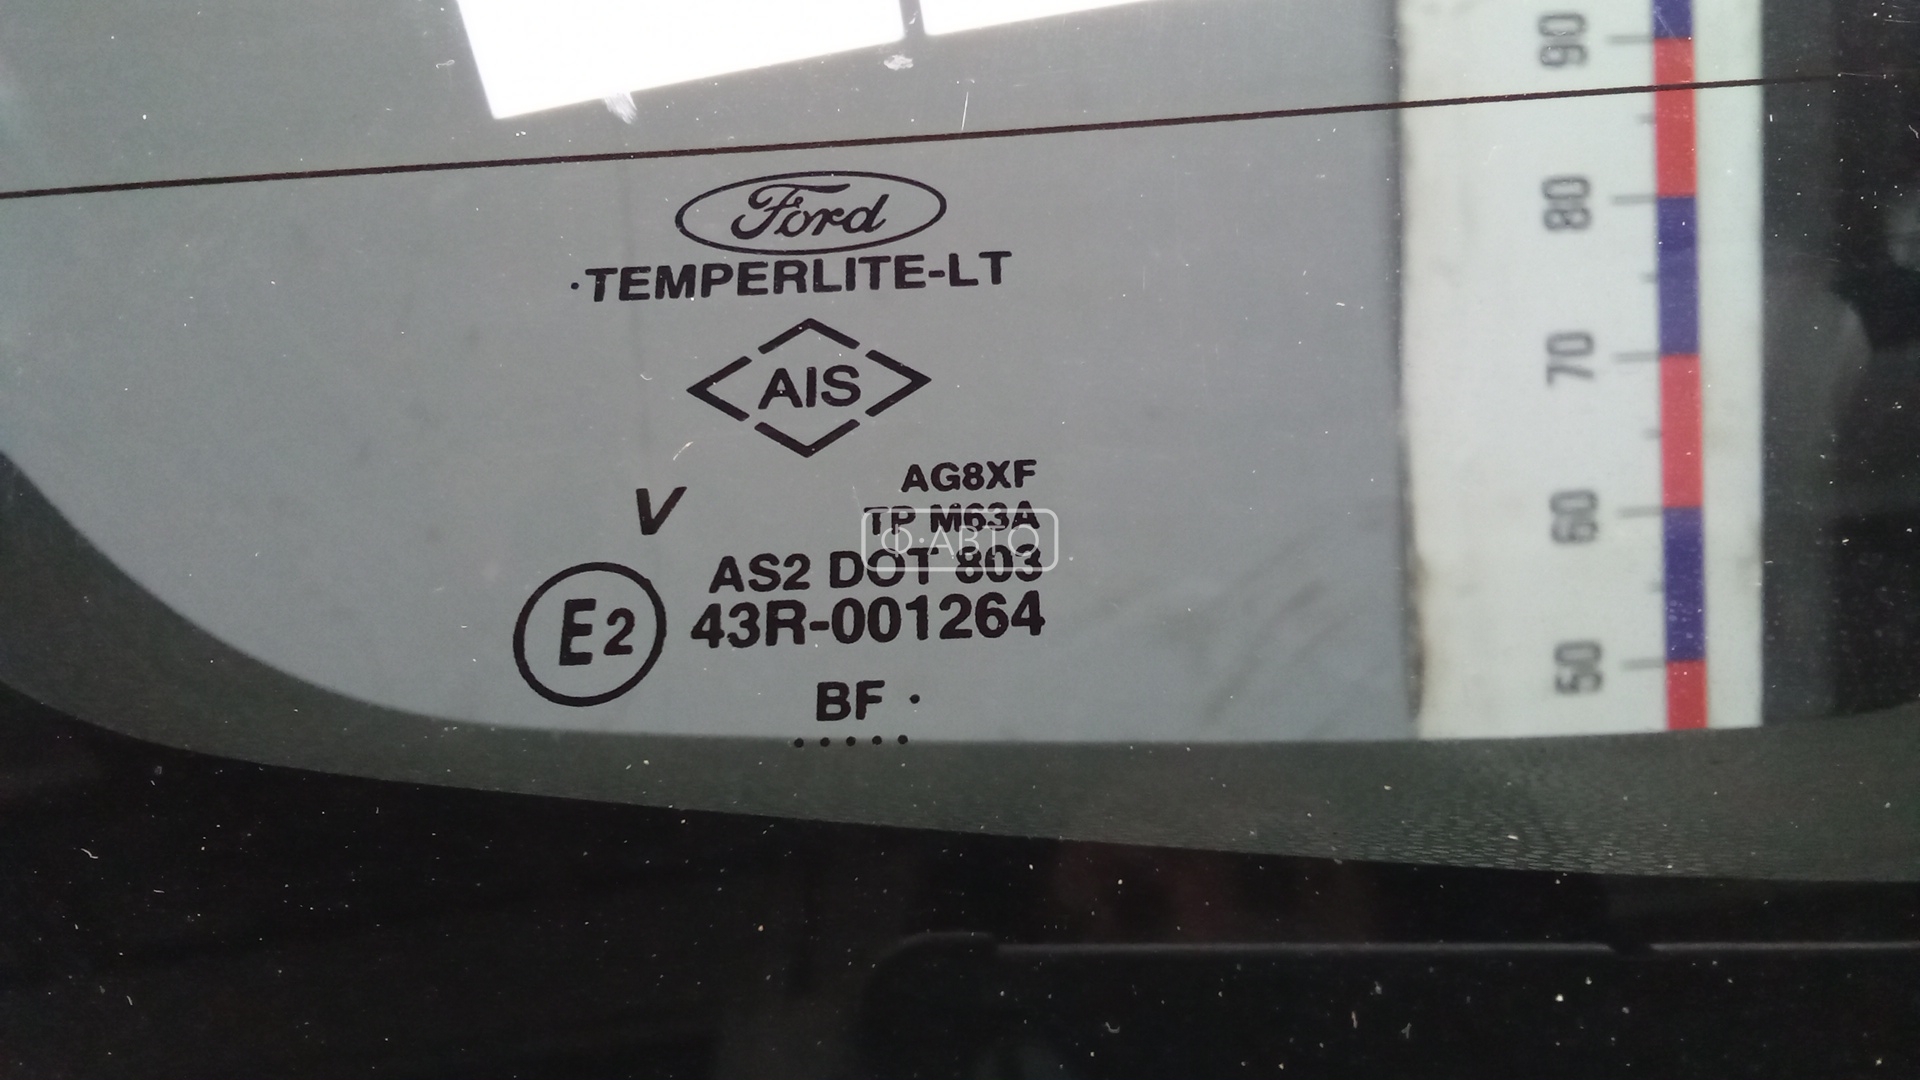 Ford
·TEMPERLITE-LT
AIS
V
AG8XF
TP M63A
Ф·АВТО
AS2 DOT 803
E2 43R-001264
BF ·
.....
90
80
70
60
50